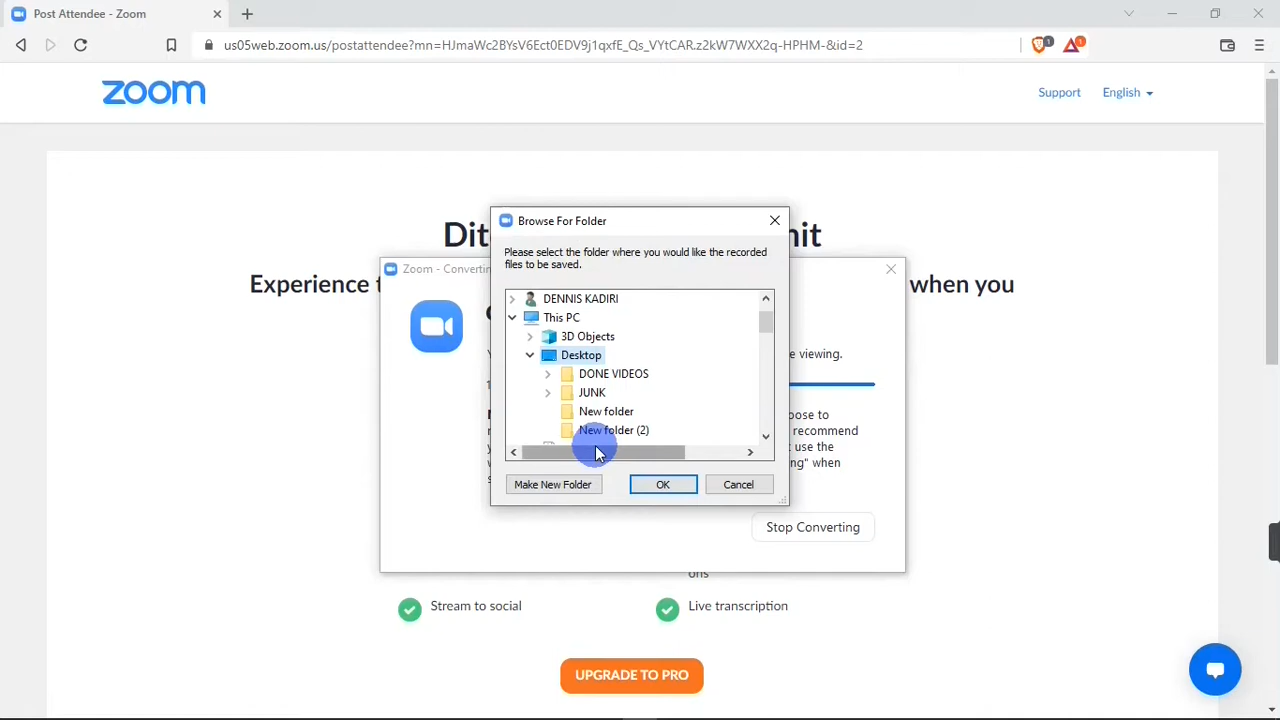 Post Attendee - Zoom
us05web.zoom.us/postattendee?mn=HJmaWc2BYsV6Ect0EDV9j1qxfE_Qs_VYtCAR.z2kW7WXX2q-HPHM-&id=2
1
1
zoom
Support
English
Dit
nit
Experience t
when you
Zoom - Convertin
Browse For Folder
Please select the folder where you would like the recorded
files to be saved.
DENNIS KADIRI
This PC
3D Objects
Desktop
DONE VIDEOS
JUNK
New folder
New folder (2)
Make New Folder
OK
Cancel
e viewing.
oose to
recommend
t use the
ng" when
Stop Converting
ons
Stream to social
Live transcription
UPGRADE TO PRO